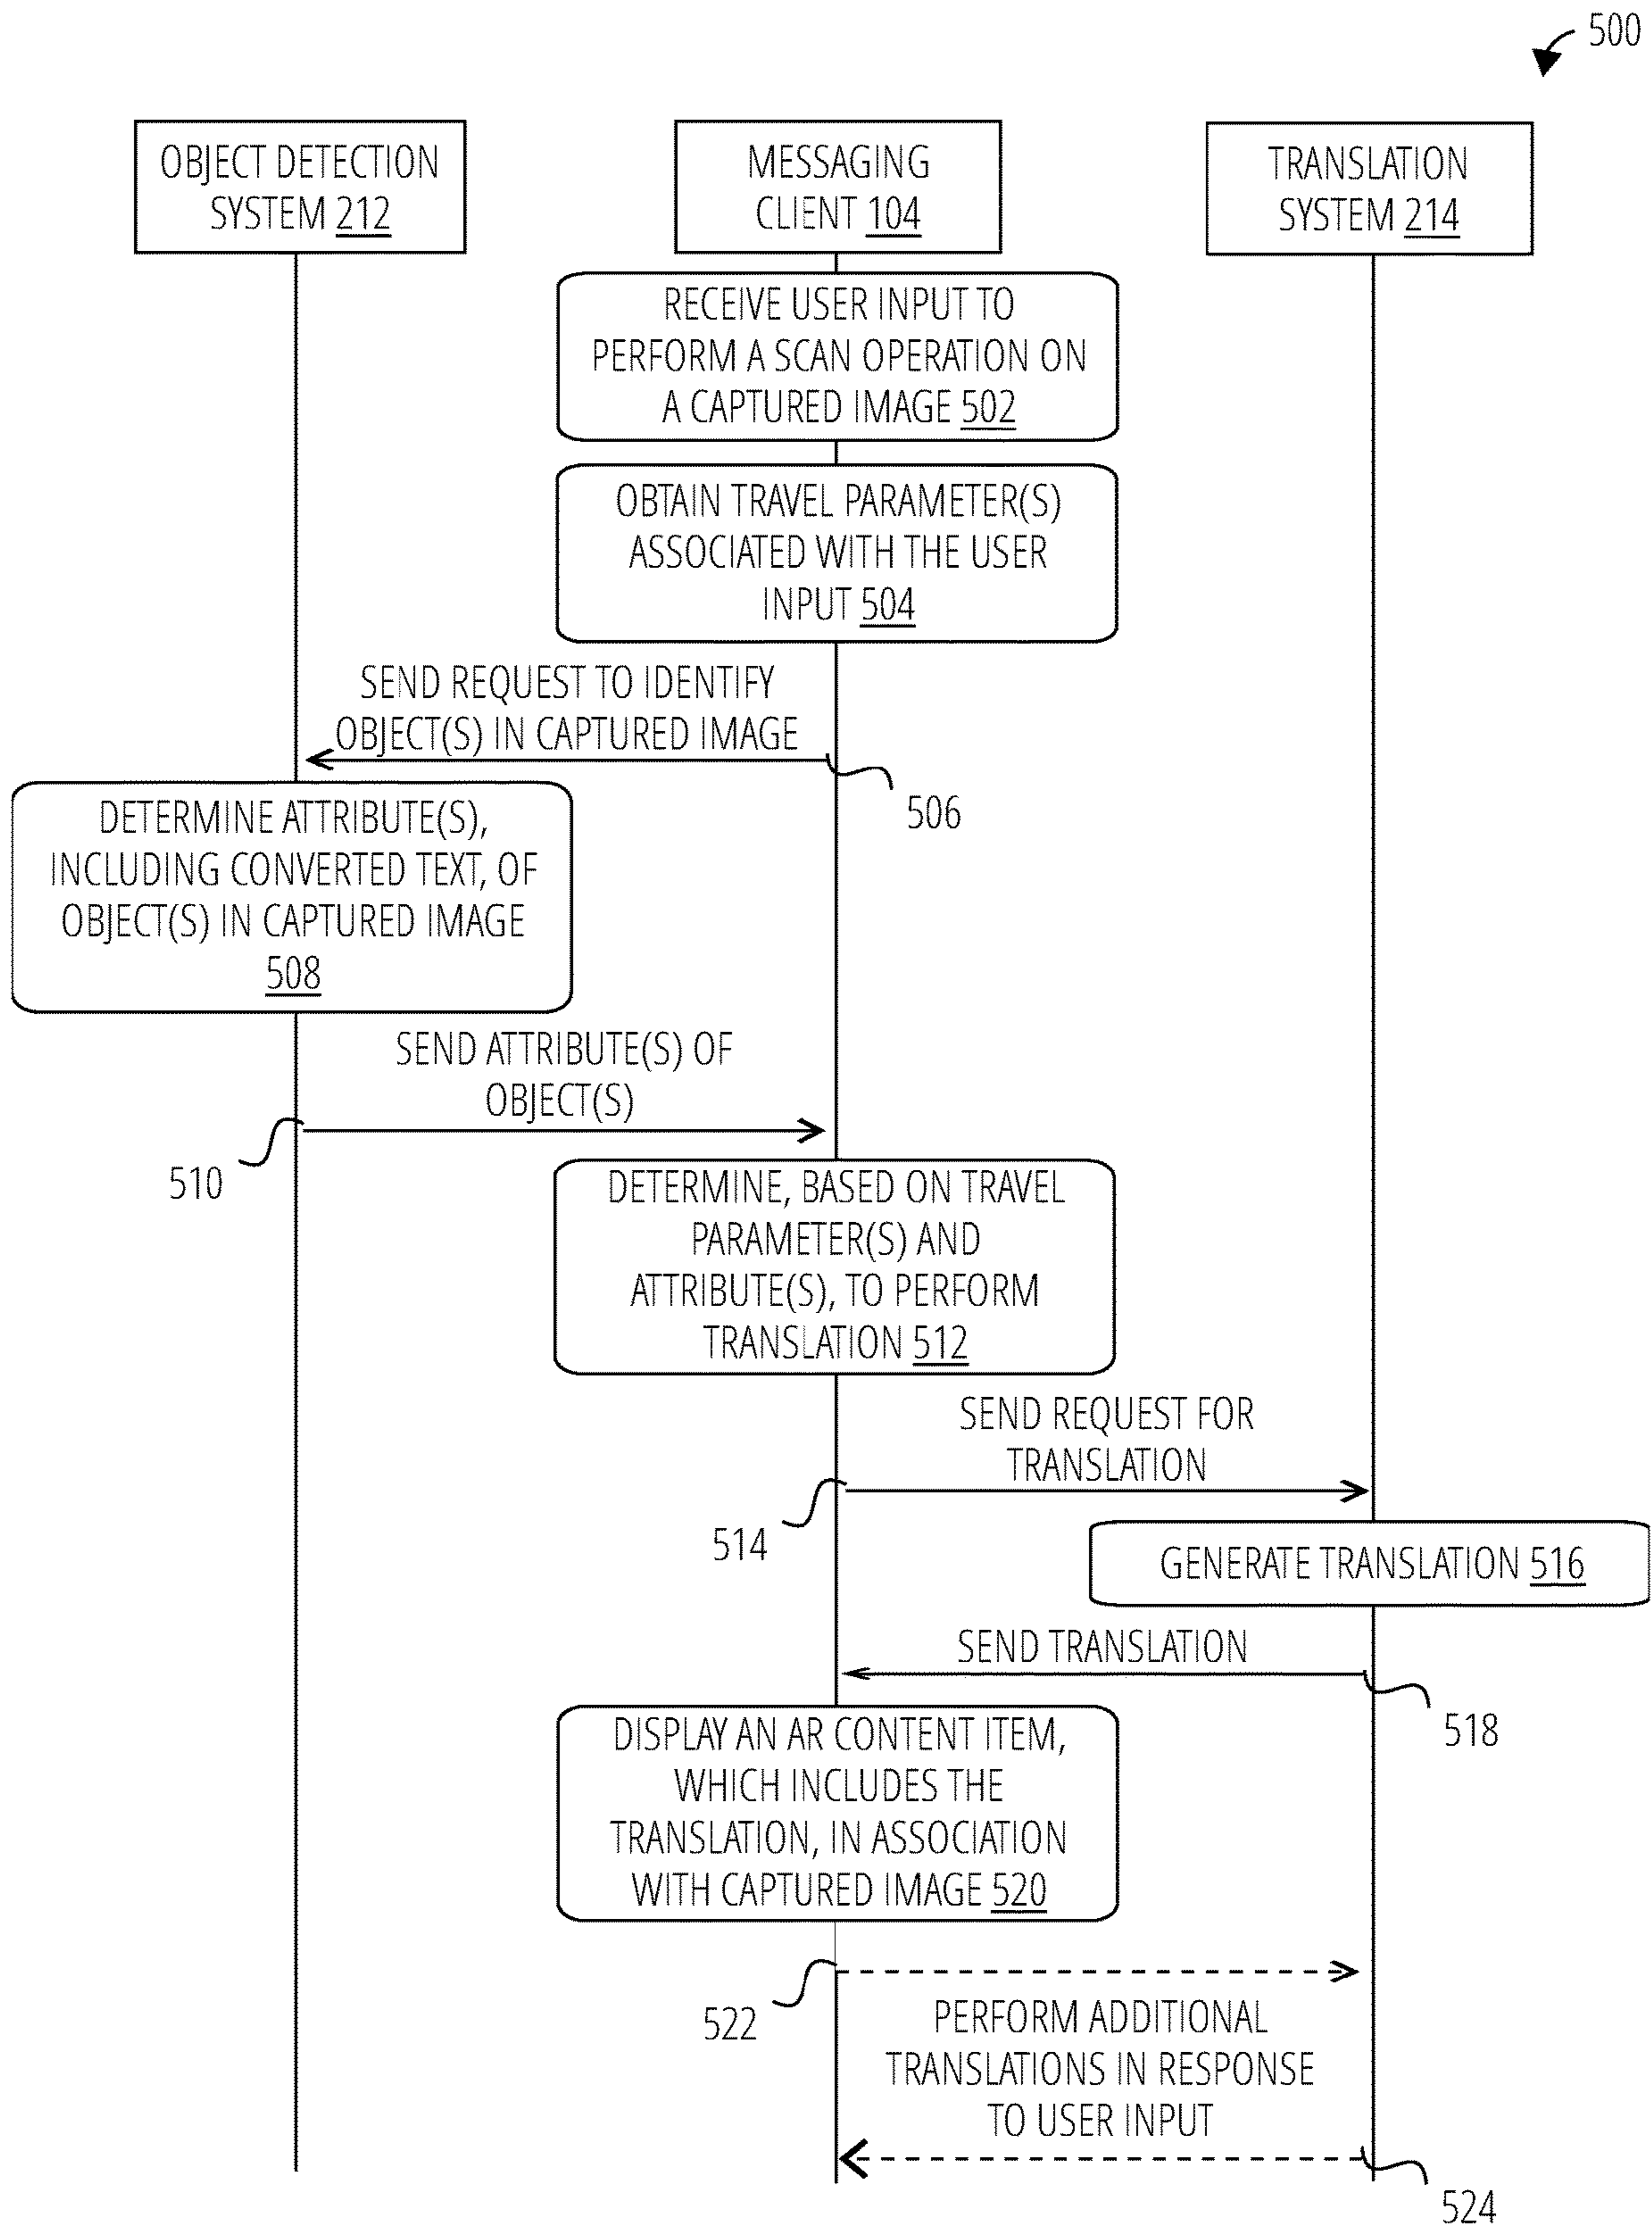 500
OBJECT DETECTION
SYSTEM 212
MESSAGING
CLIENT 104
TRANSLATION
SYSTEM 214
RECEIVE USER INPUT TO
PERFORM A SCAN OPERATION ON
A CAPTURED IMAGE 502
OBTAIN TRAVEL PARAMETER(S)
ASSOCIATED WITH THE USER
INPUT 504
SEND REQUEST TO IDENTIFY
OBJECT(S) IN CAPTURED IMAGE
506
DETERMINE ATTRIBUTE(S),
INCLUDING CONVERTED TEXT, OF
OBJECT(S) IN CAPTURED IMAGE
508
SEND ATTRIBUTE(S) OF
OBJECT(S)
510
DETERMINE, BASED ON TRAVEL
PARAMETER(S) AND
ATTRIBUTE(S), TO PERFORM
TRANSLATION 512
SEND REQUEST FOR
TRANSLATION
514
GENERATE TRANSLATION 516
SEND TRANSLATION
518
DISPLAY AN AR CONTENT ITEM,
WHICH INCLUDES THE
TRANSLATION, IN ASSOCIATION
WITH CAPTURED IMAGE 520
522
PERFORM ADDITIONAL
TRANSLATIONS IN RESPONSE
TO USER INPUT
524